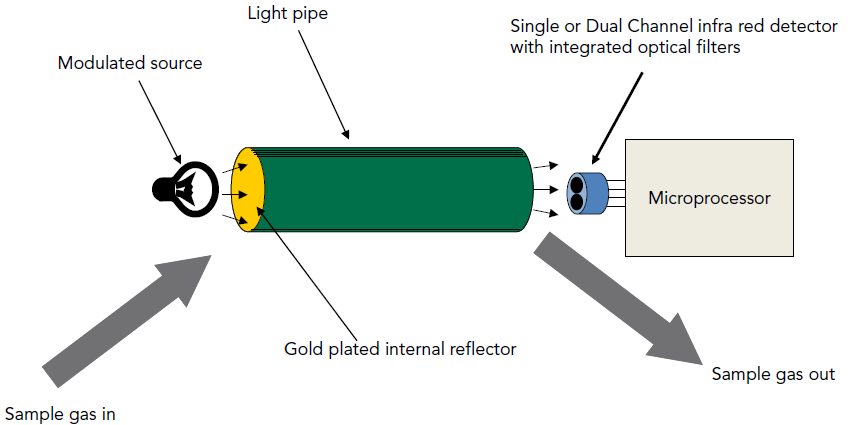 Light pipe
Single or Dual Channel infra red detector
with integrated optical filters
Modulated source
Microprocessor
Gold plated internal reflector
Sample gas out
Sample gas in